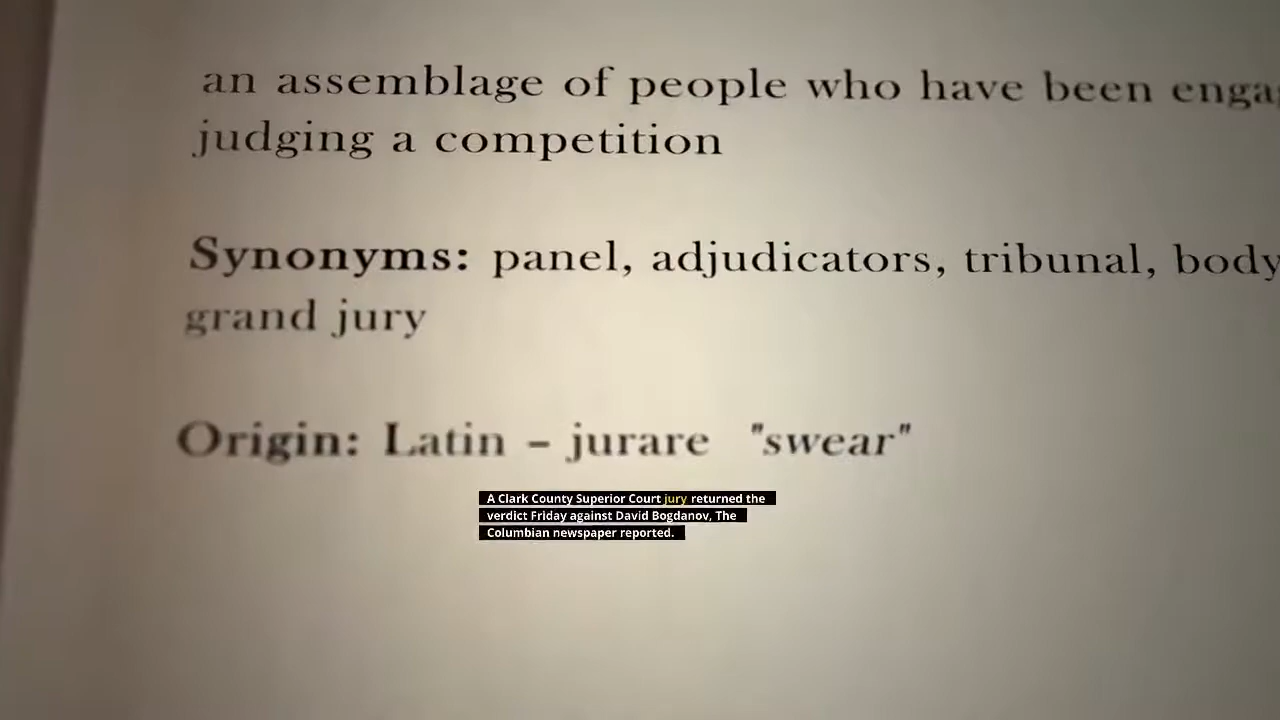 an assemblage of people who have been
judging a competition
Synonyms: panel, adjudicators, tribunal, body
grand jury
Origin: Latin – jurare "swear"
A Clark County Superior Court jury returned the
verdict Friday against David Bogdanov, The
Columbian newspaper reported.